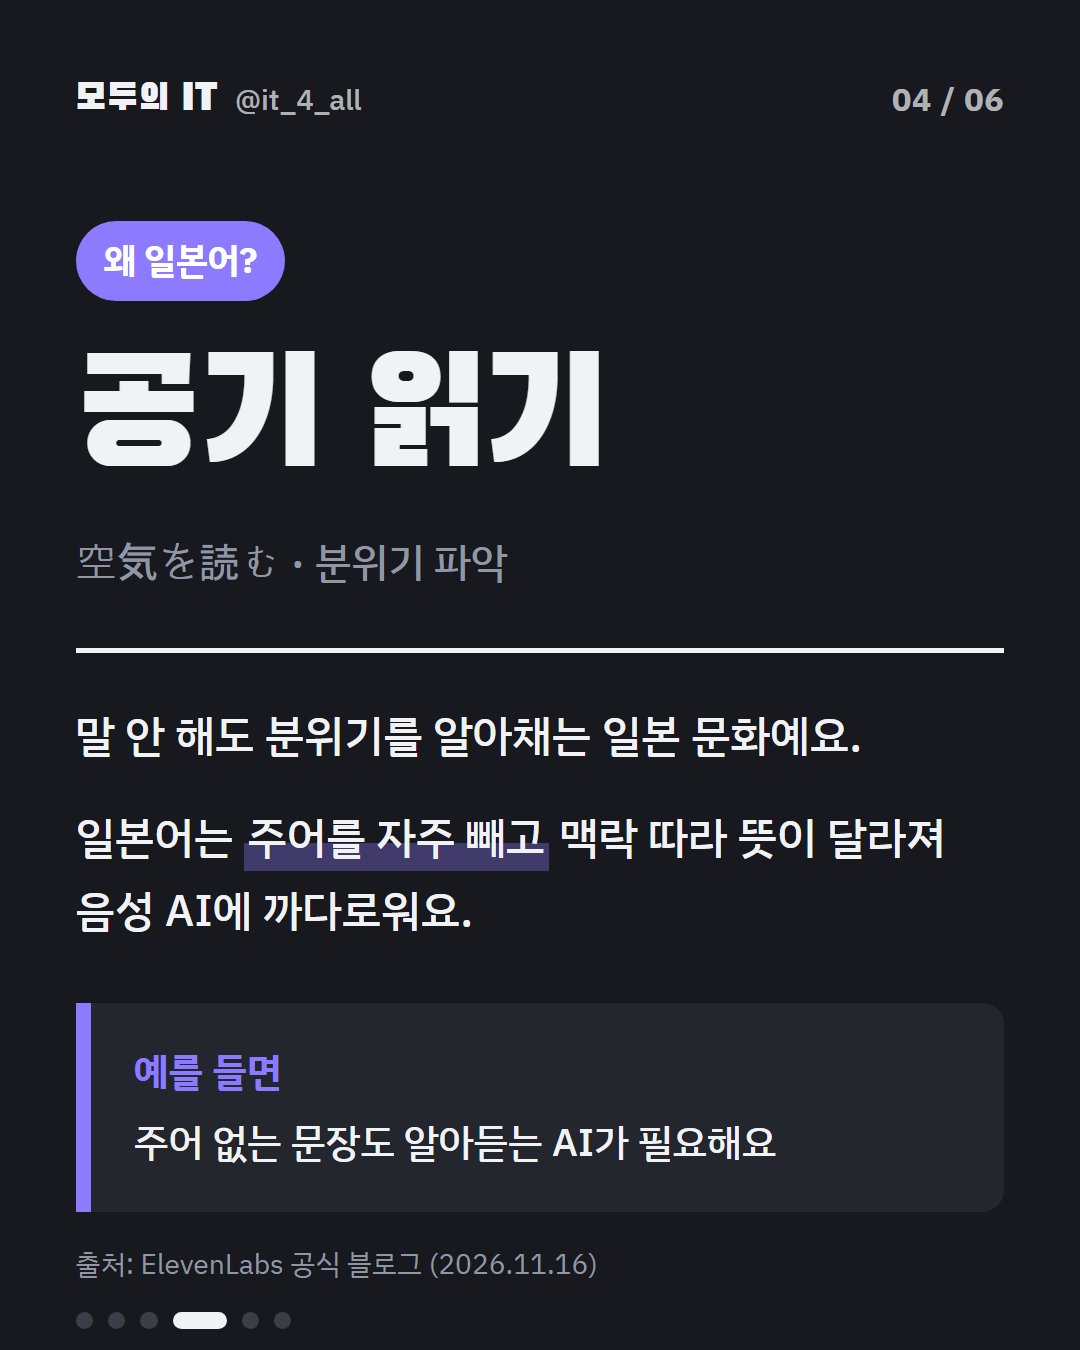 모두의 IT @it_4_all
04 / 06
왜 일본어?
공기 읽기
空気を読む · 분위기 파악
말 안 해도 분위기를 알아채는 일본 문화예요.
일본어는 주어를 자주 빼고 맥락 따라 뜻이 달라져
음성 AI에 까다로워요.
예를 들면
주어 없는 문장도 알아듣는 AI가 필요해요
출처: ElevenLabs 공식 블로그 (2026.11.16)